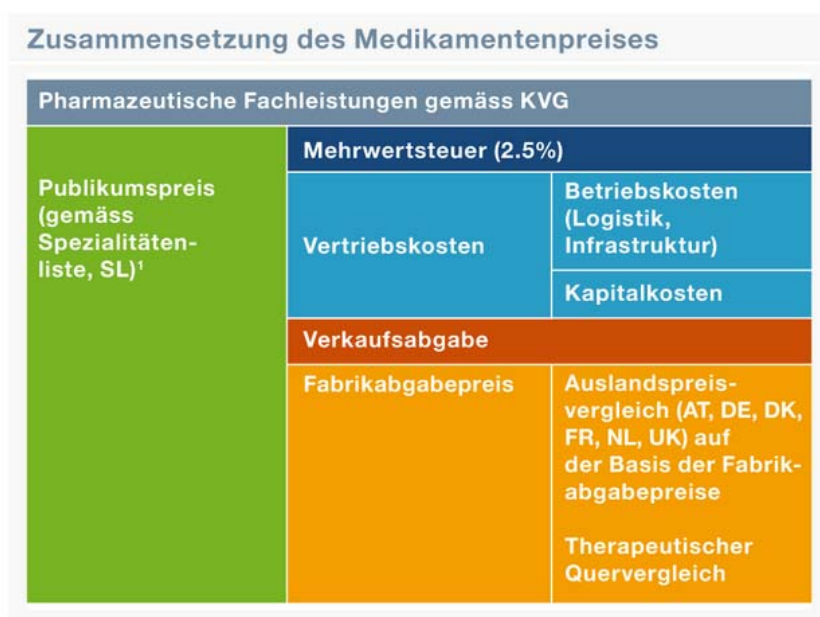 Zusammensetzung des Medikamentenpreises
Pharmazeutische Fachleistungen gemäss KVG
Publikumspreis
(gemäss
Spezialitäten-
liste, SL)¹
Mehrwertsteuer (2.5%)
Vertriebskosten
Betriebskosten
(Logistik,
Infrastruktur)
Kapitalkosten
Verkaufsabgabe
Fabrikabgabepreis
Auslandspreis-
vergleich (AT, DE, DK,
FR, NL, UK) auf
der Basis der Fabrik-
abgabepreise
Therapeutischer
Quervergleich